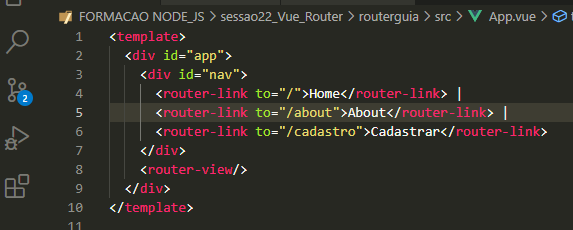 FORMACAO NODE_JS > sessao22_Vue_Router > routerguia > src > App.vue >
1 <template>
2 <div id="app">
3 <div id="nav">
4 <router-link to="/">Home</router-link> |
5 <router-link to="/about">About</router-link> |
6 <router-link to="/cadastro">Cadastrar</router-link>
7 </div>
8 <router-view/>
9 </div>
10 </template>
11
2